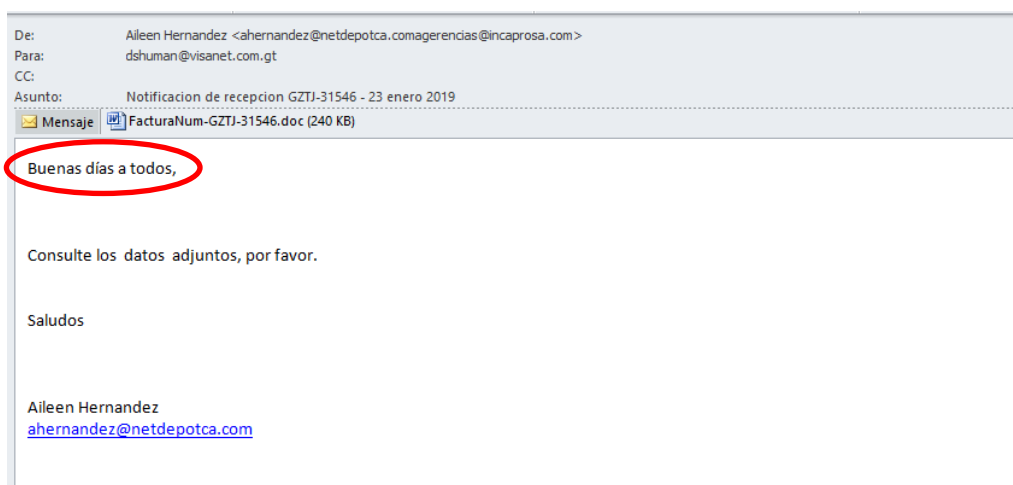 De: Aileen Hernandez <ahernandez@netdepotca.comagerencias@incaprosa.com>
Para: dshuman@visanet.com.gt
CC:
Asunto: Notificacion de recepcion GZTJ-31546 - 23 enero 2019
Mensaje FacturaNum-GZTJ-31546.doc (240 KB)
Buenas días a todos,
Consulte los datos adjuntos, por favor.
Saludos
Aileen Hernandez
ahernandez@netdepotca.com